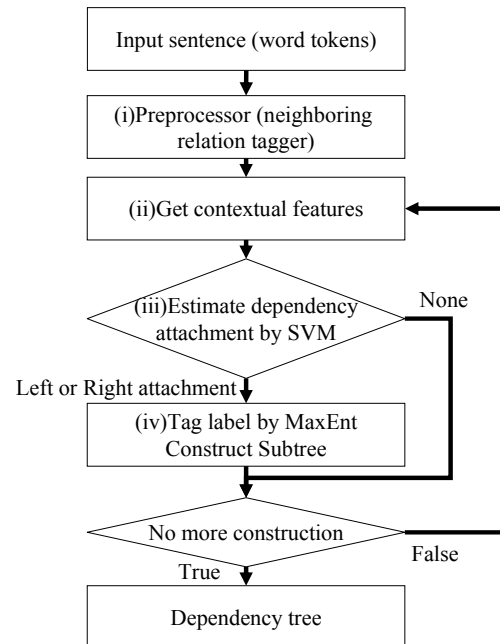 Input sentence (word tokens)
(i)Preprocessor (neighboring
relation tagger)
(ii)Get contextual features
(iii)Estimate dependency
attachment by SVM
None
Left or Right attachment
(iv)Tag label by MaxEnt
Construct Subtree
No more construction
False
True
Dependency tree